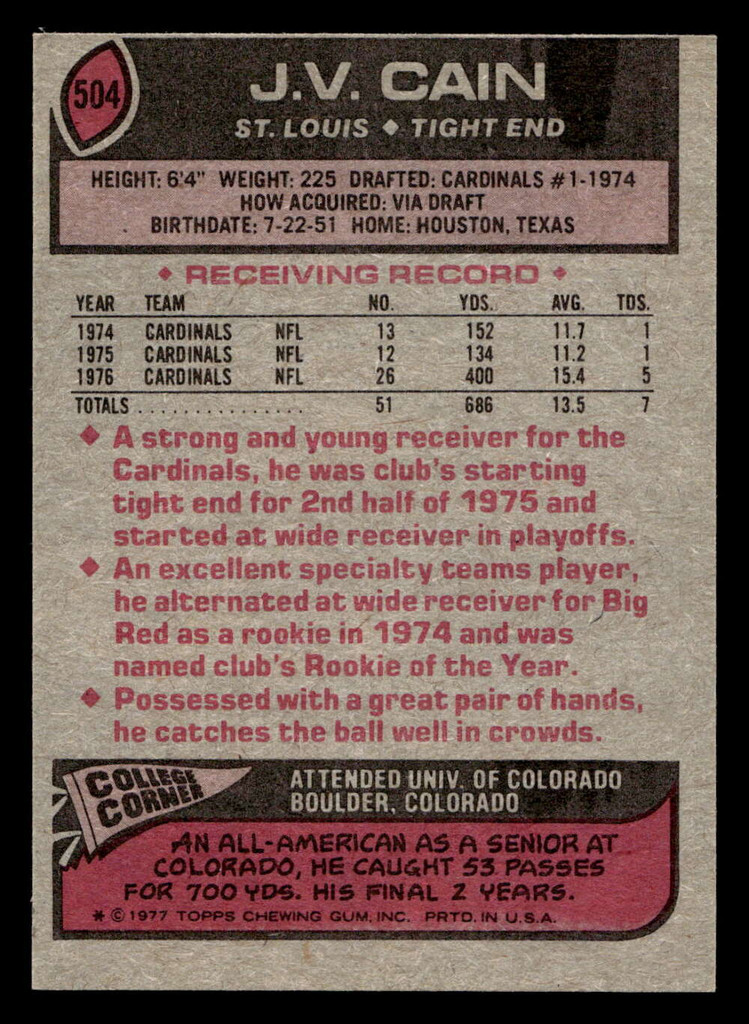 504
J.V. CAIN
ST. LOUIS ◆ TIGHT END
HEIGHT: 6'4" WEIGHT: 225 DRAFTED: CARDINALS #1-1974
HOW ACQUIRED: VIA DRAFT
BIRTHDATE: 7-22-51 HOME: HOUSTON, TEXAS
◆ RECEIVING RECORD ◆
YEAR TEAM NO. YDS. AVG. TDS.
1974 CARDINALS NFL 13 152 11.7 1
1975 CARDINALS NFL 12 134 11.2 1
1976 CARDINALS NFL 26 400 15.4 5
TOTALS . . . . . . . . . . . . . . . . 51 686 13.5 7
◆ A strong and young receiver for the
Cardinals, he was club's starting
tight end for 2nd half of 1975 and
started at wide receiver in playoffs.
◆ An excellent specialty teams player,
he alternated at wide receiver for Big
Red as a rookie in 1974 and was
named club's Rookie of the Year.
◆ Possessed with a great pair of hands,
he catches the ball well in crowds.
COLLEGE
CORNER
ATTENDED UNIV. OF COLORADO
BOULDER, COLORADO
AN ALL-AMERICAN AS A SENIOR AT
COLORADO, HE CAUGHT 53 PASSES
FOR 700 YDS. HIS FINAL 2 YEARS.
* © 1977 TOPPS CHEWING GUM, INC. PRTD. IN U.S.A.